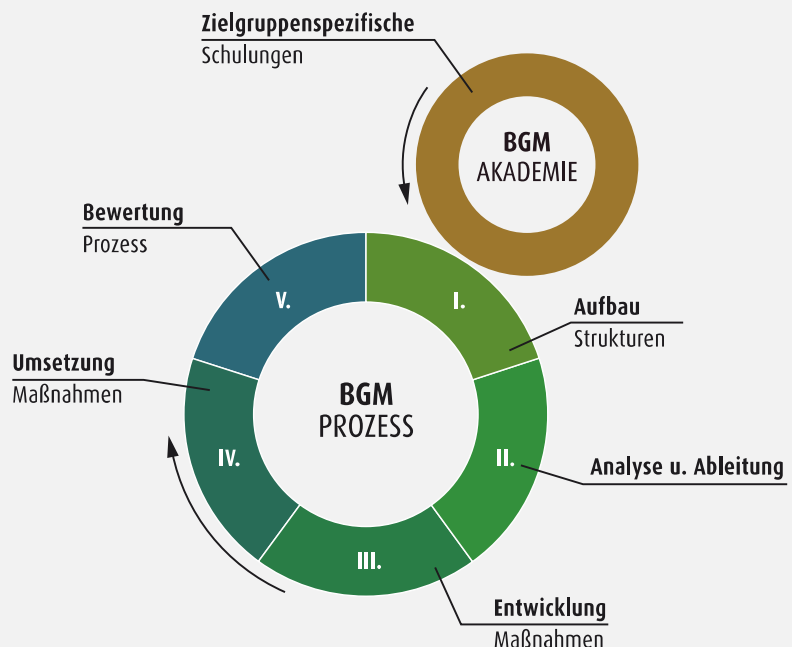 Zielgruppenspezifische
Schulungen
BGM
AKADEMIE
Bewertung
Prozess
V.
I.
Aufbau
Strukturen
Umsetzung
Maßnahmen
BGM
PROZESS
IV.
II.
Analyse u. Ableitung
III.
Entwicklung
Maßnahmen